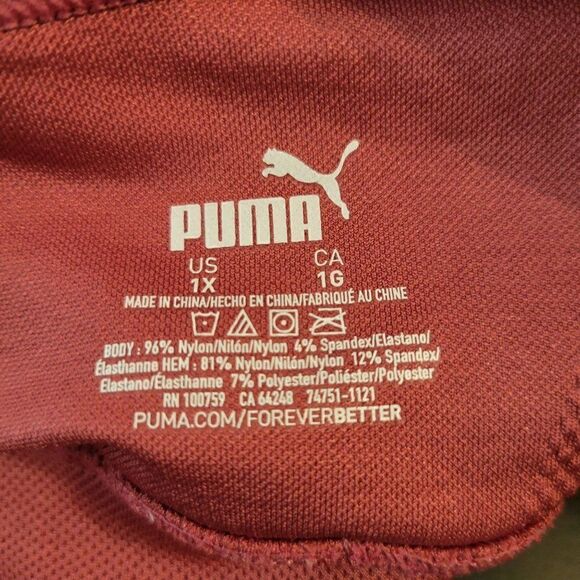 PUMA
US CA
1X 1G
MADE IN CHINA/HECHO EN CHINA/FABRIQUÉ AU CHINE
BODY : 96% Nylon/Nilón/Nylon 4% Spandex/Elastano/
Élasthanne HEM : 81% Nylon/Nilón/Nylon 12% Spandex/
Elastano/Élasthanne 7% Polyester/Poliéster/Polyester
RN 100759 CA 64248 74751-1121
PUMA.COM/FOREVERBETTER